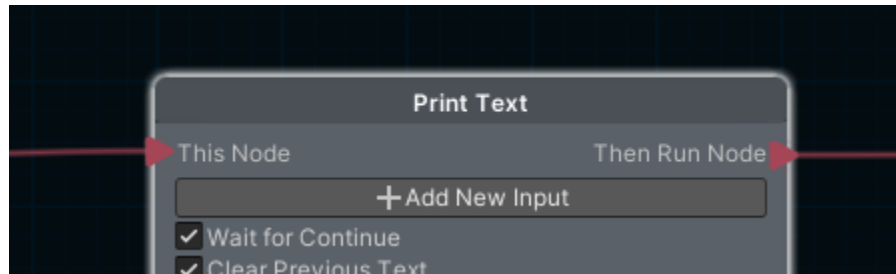 Print Text
This Node Then Run Node
Add New Input
Wait for Continue
Clear Previous Text